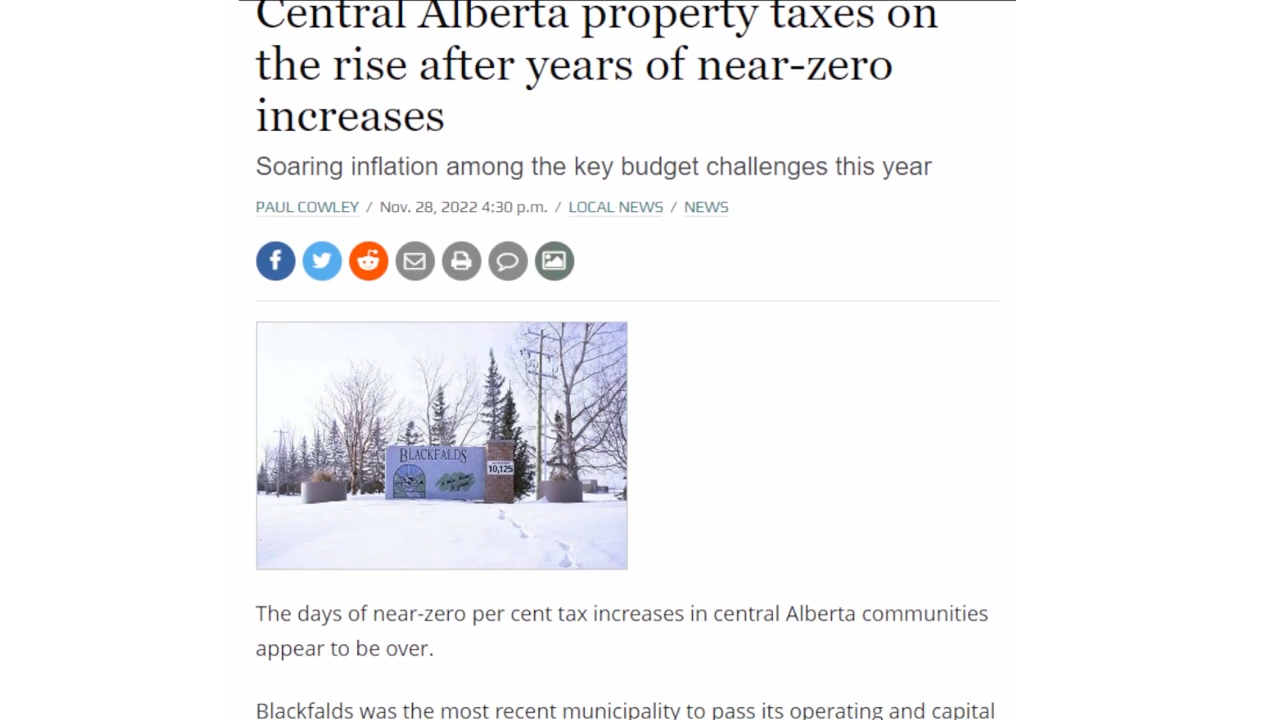 Central Alberta property taxes on
the rise after years of near-zero
increases
Soaring inflation among the key budget challenges this year
PAUL COWLEY / Nov. 28, 2022 4:30 p.m. / LOCAL NEWS / NEWS
BLACKFALDS
10,125
The days of near-zero per cent tax increases in central Alberta communities
appear to be over.
Blackfalds was the most recent municipality to pass its operating and capital